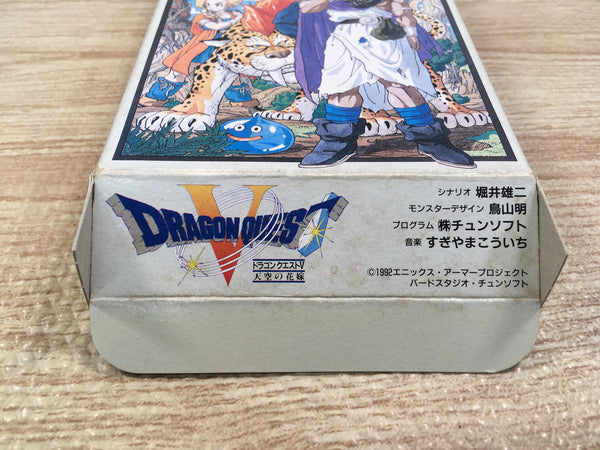 DRAGON QUEST
V
ドラゴンクエストV
天空の花嫁
シナリオ 堀井雄二
モンスターデザイン 鳥山明
プログラム ㈱チュンソフト
音楽 すぎやまこういち
©1992エニックス・アーマープロジェクト
バードスタジオ・チュンソフト